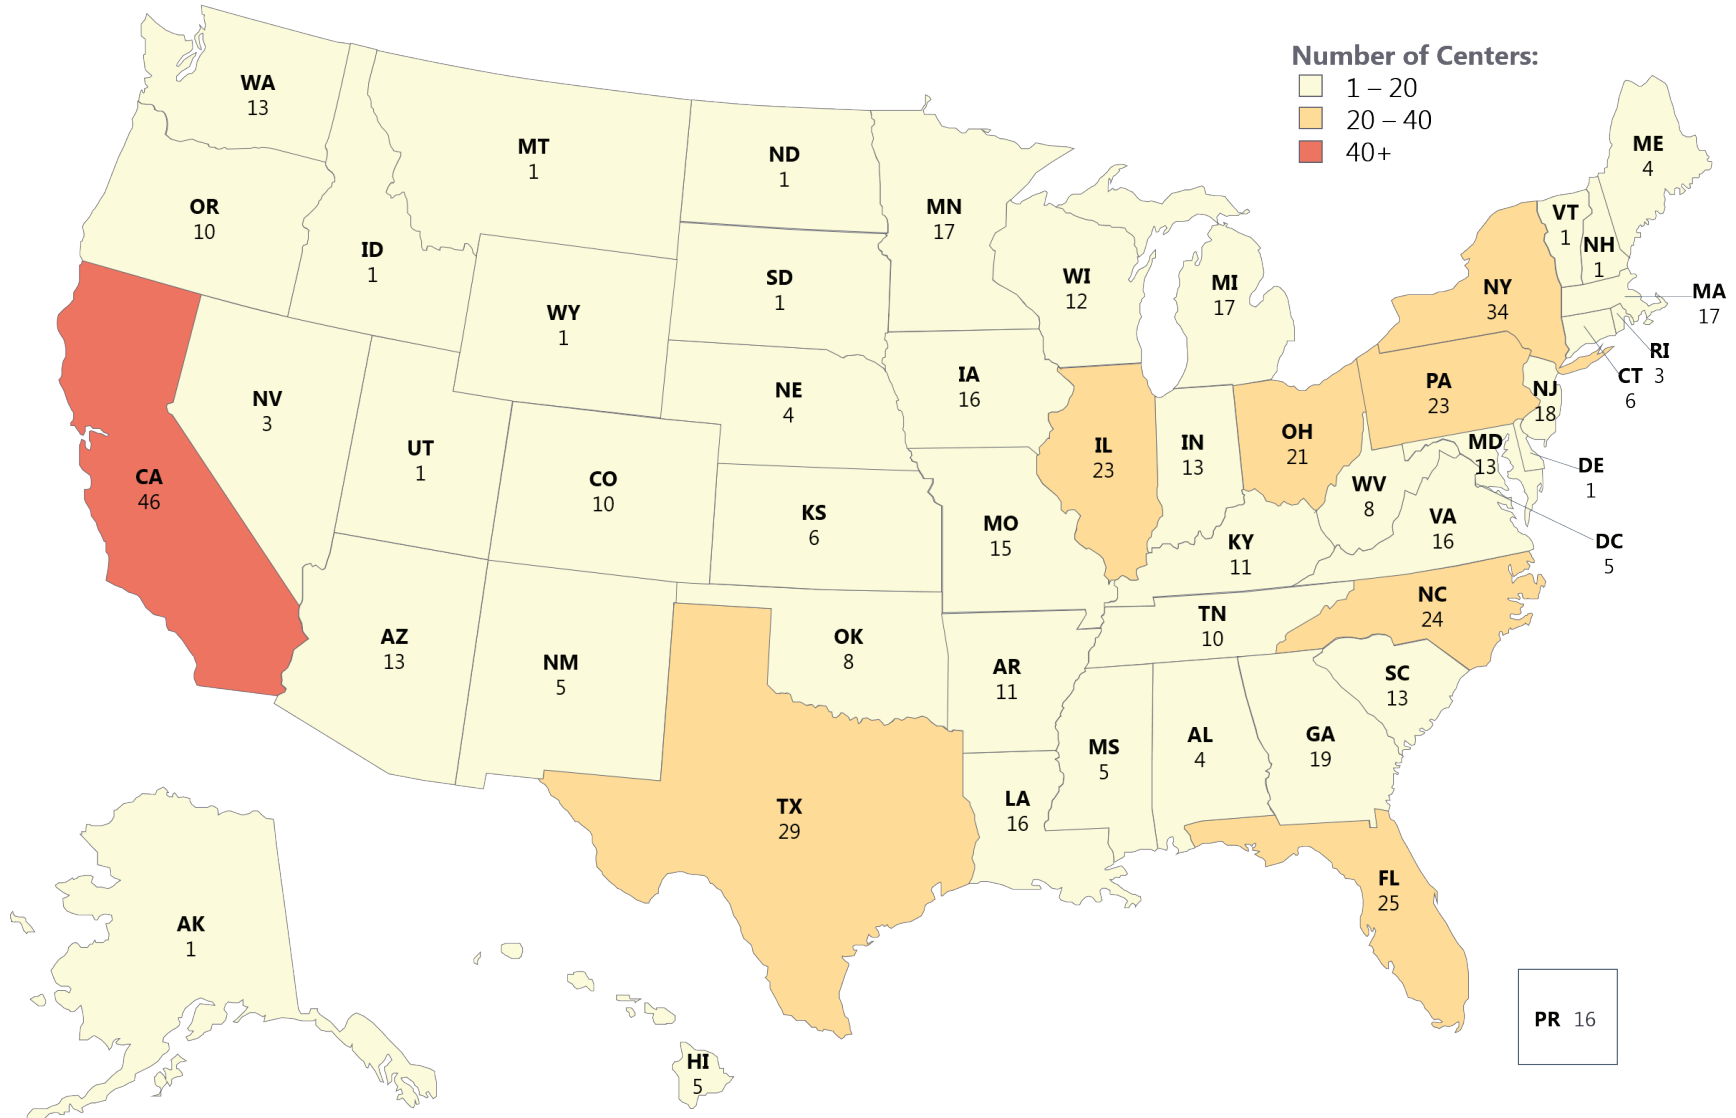 Number of Centers:
1 – 20
20 – 40
40+
WA
13
MT
1
ND
1
ME
4
OR
10
MN
17
VT
1
NH
1
ID
1
SD
1
WI
12
MI
17
NY
34
MA
17
WY
1
RI
3
CT
6
NV
3
NE
4
IA
16
PA
23
NJ
18
UT
1
CA
46
CO
10
IL
23
IN
13
OH
21
MD
13
DE
1
KS
6
MO
15
WV
8
VA
16
KY
11
DC
5
AZ
13
NM
5
OK
8
AR
11
TN
10
NC
24
SC
13
MS
5
AL
4
GA
19
TX
29
LA
16
FL
25
AK
1
HI
5
PR 16